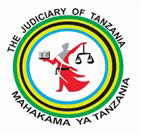 THE JUDICIARY OF TANZANIA
MAHAKAMA YA TANZANIA